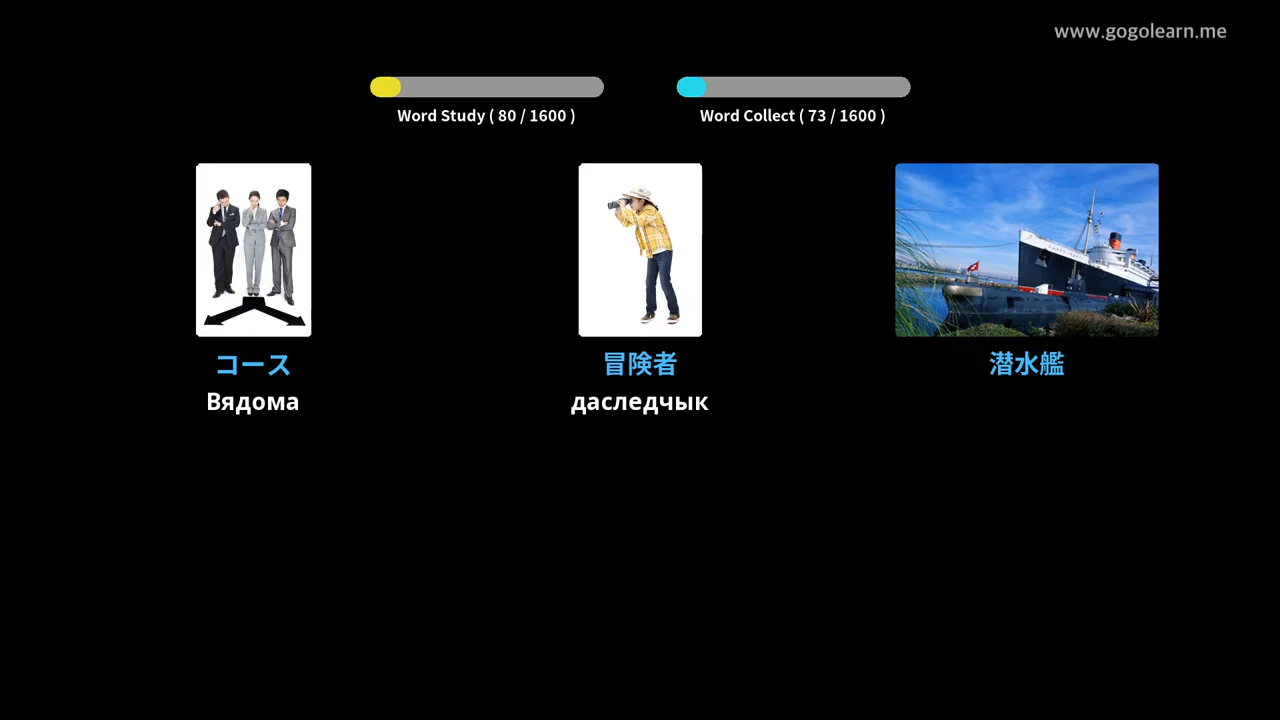 www.gogolearn.me
Word Study ( 80 / 1600 )
Word Collect ( 73 / 1600 )
コース
Вядома
冒険者
даследчык
潜水艦